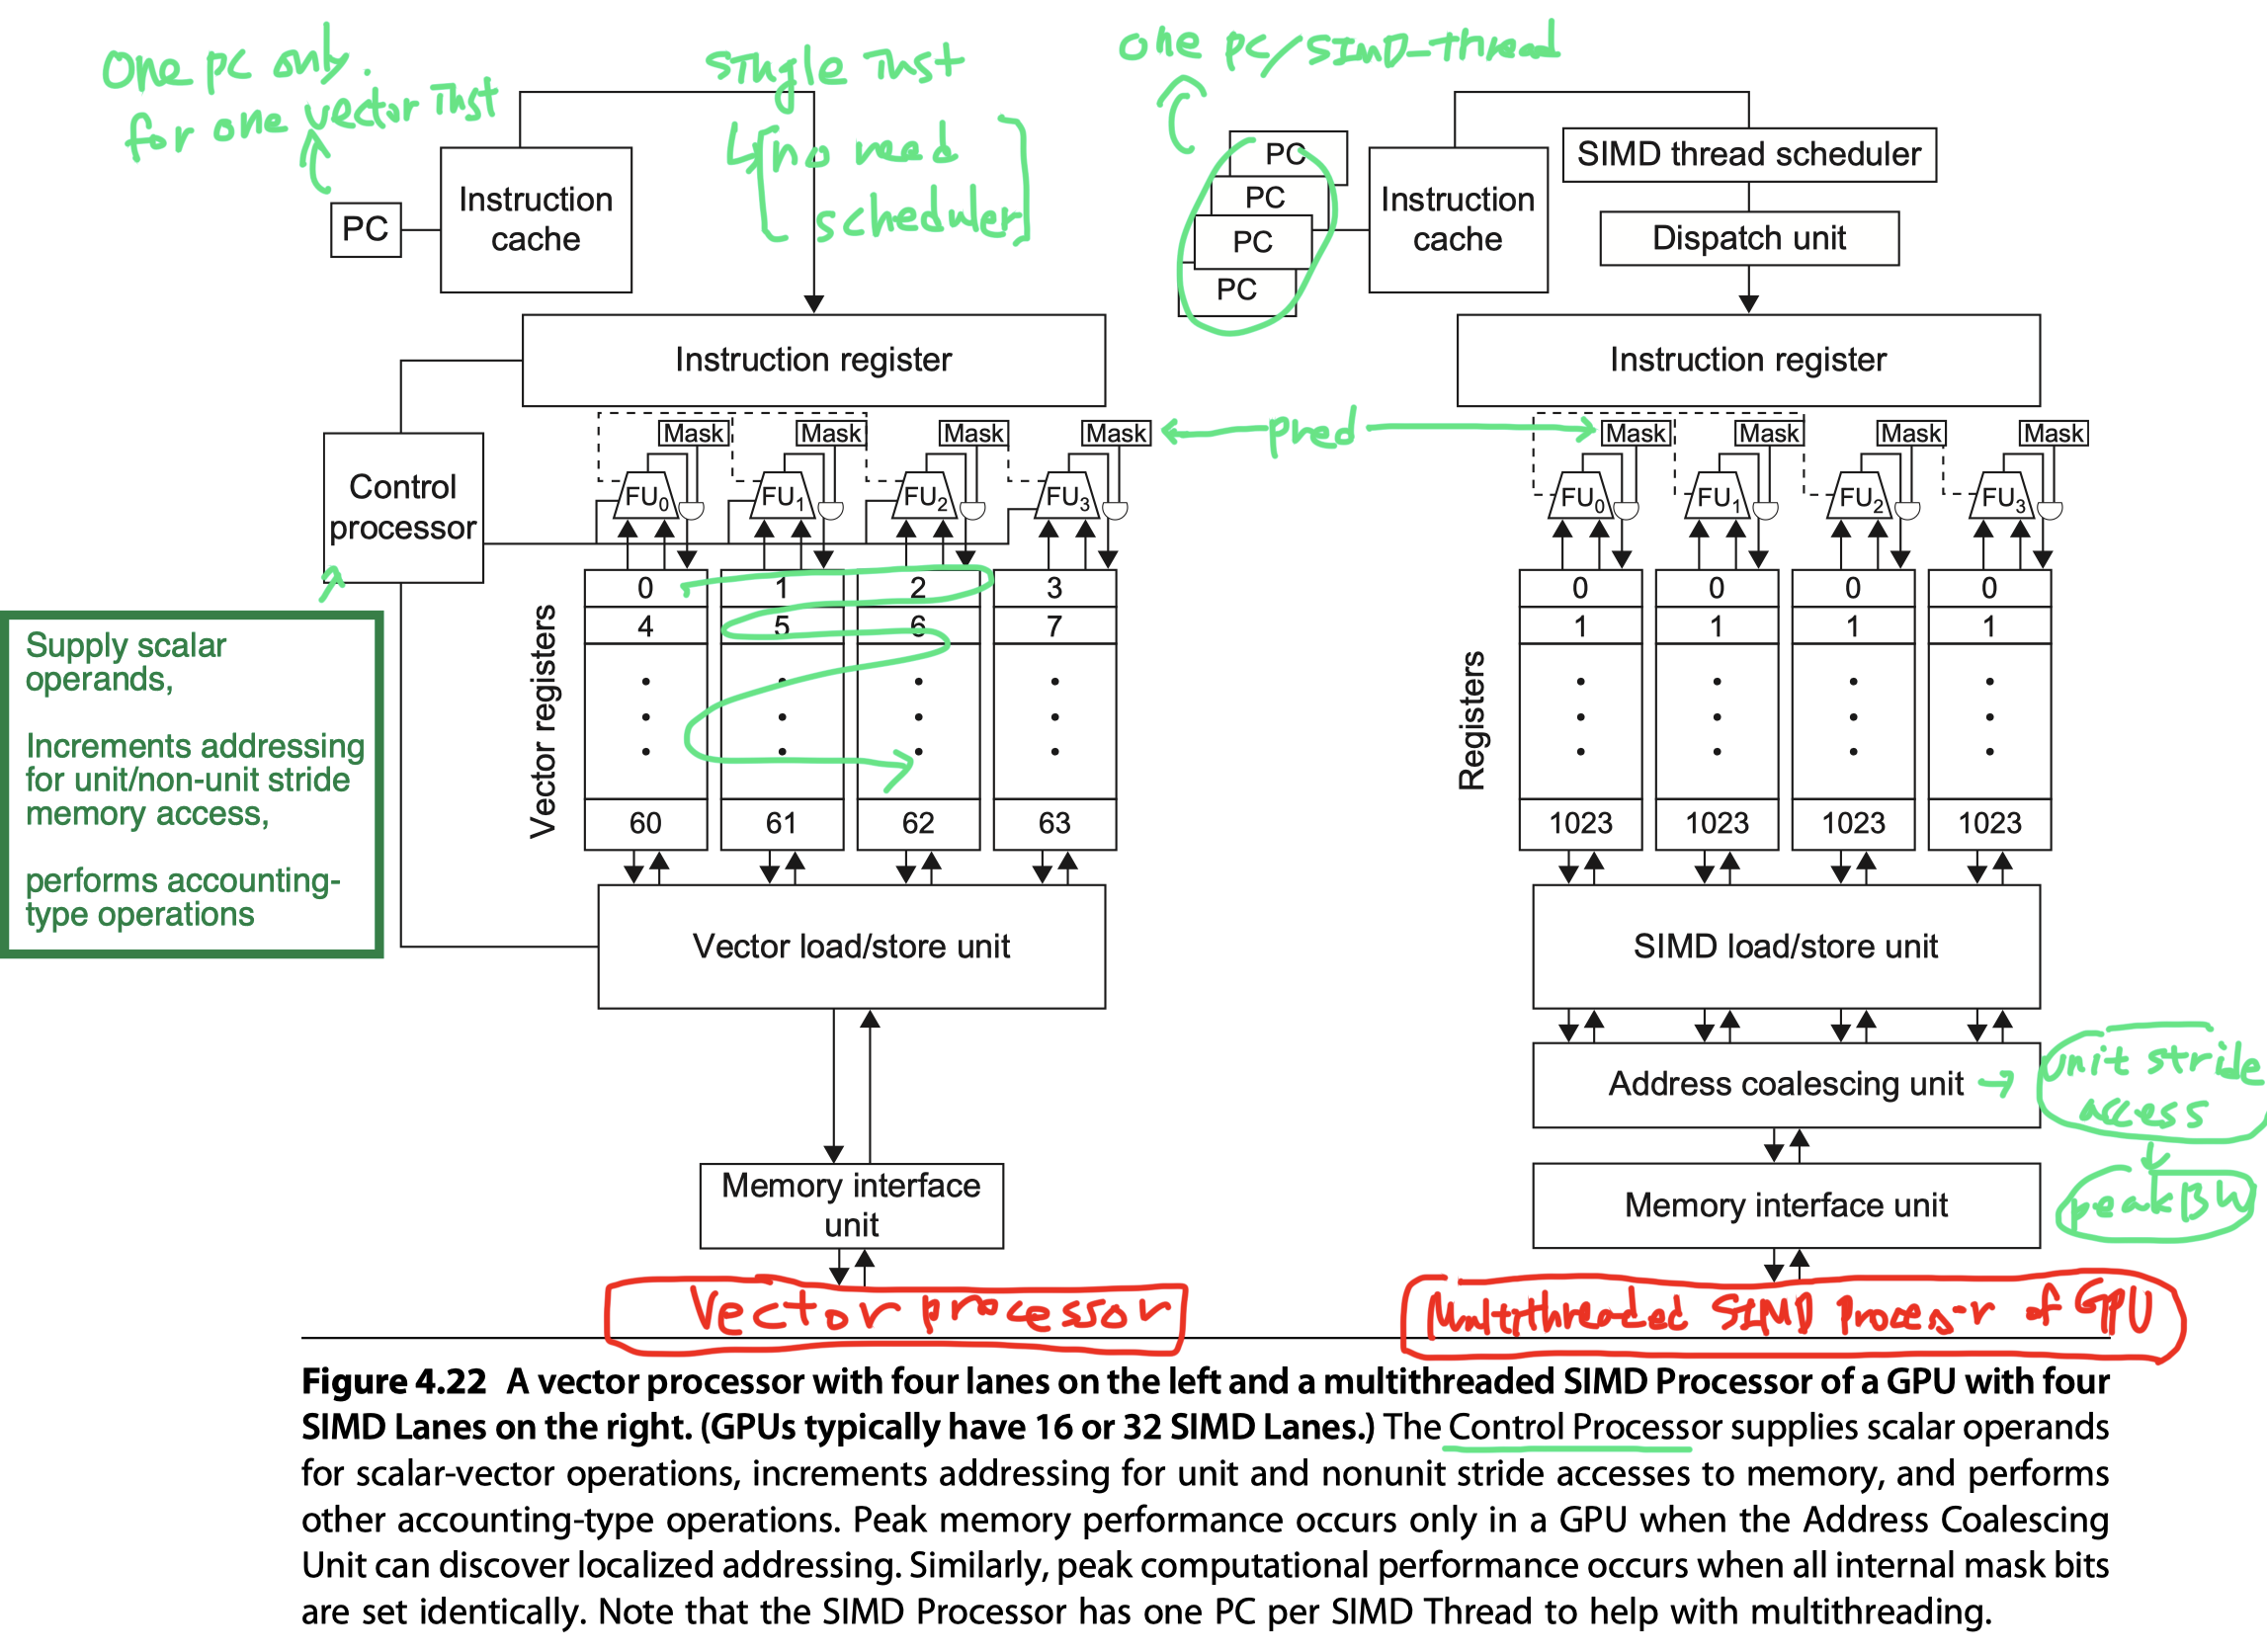 one pc only.
for one vector inst
PC
Instruction
cache
single inst
[no need
scheduler]
Instruction register
Control
processor
Mask
Mask
Mask
Mask
FU0
FU1
FU2
FU3
Supply scalar
operands,
Increments addressing
for unit/non-unit stride
memory access,
performs accounting-
type operations
Vector registers
0 1 2 3
4 5 6 7
60 61 62 63
Vector load/store unit
Memory interface
unit
Vector processor
one pc/SIMD-thread
PC
PC
PC
PC
Instruction
cache
SIMD thread scheduler
Dispatch unit
Instruction register
pred
Mask
Mask
Mask
Mask
FU0
FU1
FU2
FU3
Registers
0 0 0 0
1 1 1 1
1023 1023 1023 1023
SIMD load/store unit
Address coalescing unit
unit stride
access
peak BW
Memory interface unit
Multithreaded SIMD Processor of GPU
Figure 4.22 A vector processor with four lanes on the left and a multithreaded SIMD Processor of a GPU with four
SIMD Lanes on the right. (GPUs typically have 16 or 32 SIMD Lanes.) The Control Processor supplies scalar operands
for scalar-vector operations, increments addressing for unit and nonunit stride accesses to memory, and performs
other accounting-type operations. Peak memory performance occurs only in a GPU when the Address Coalescing
Unit can discover localized addressing. Similarly, peak computational performance occurs when all internal mask bits
are set identically. Note that the SIMD Processor has one PC per SIMD Thread to help with multithreading.